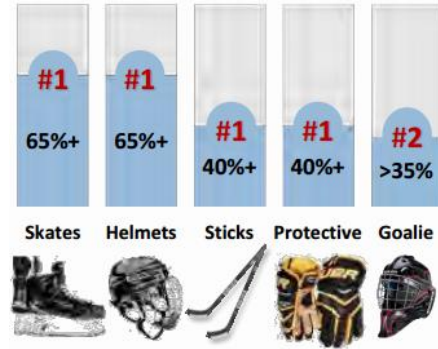 #1
#1
#1
#1
#2
65%+
65%+
40%+
40%+
>35%
Skates
Helmets
Sticks
Protective
Goalie